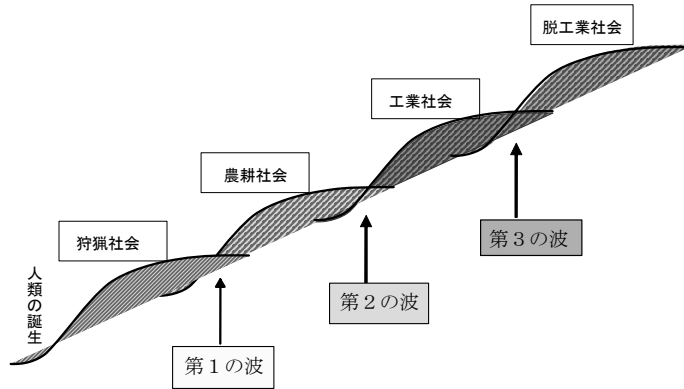 脱工業社会
工業社会
農耕社会
狩猟社会
人類の誕生
第３の波
第２の波
第１の波